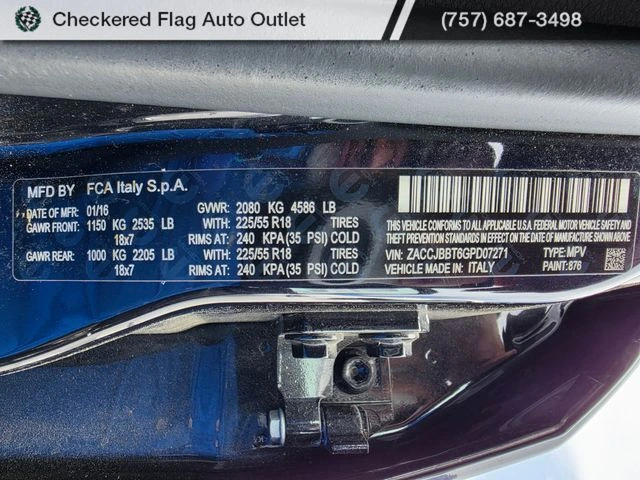 Checkered Flag Auto Outlet (757) 687-3498
MFD BY FCA Italy S.p.A.
DATE OF MFR: 01/16 GVWR: 2080 KG 4586 LB
GAWR FRONT: 1150 KG 2535 LB WITH: 225/55 R18 TIRES
18x7 RIMS AT: 240 KPA(35 PSI) COLD
GAWR REAR: 1000 KG 2205 LB WITH: 225/55 R18 TIRES
18x7 RIMS AT: 240 KPA(35 PSI) COLD
THIS VEHICLE CONFORMS TO ALL APPLICABLE U.S.A. FEDERAL MOTOR
VEHICLE SAFETY STANDARDS IN EFFECT ON THE DATE OF MANUFACTURE SHOWN ABOVE.
VIN: ZACCJBBT6GPD07271 TYPE: MPV
VEHICLE MADE IN: ITALY PAINT: 876